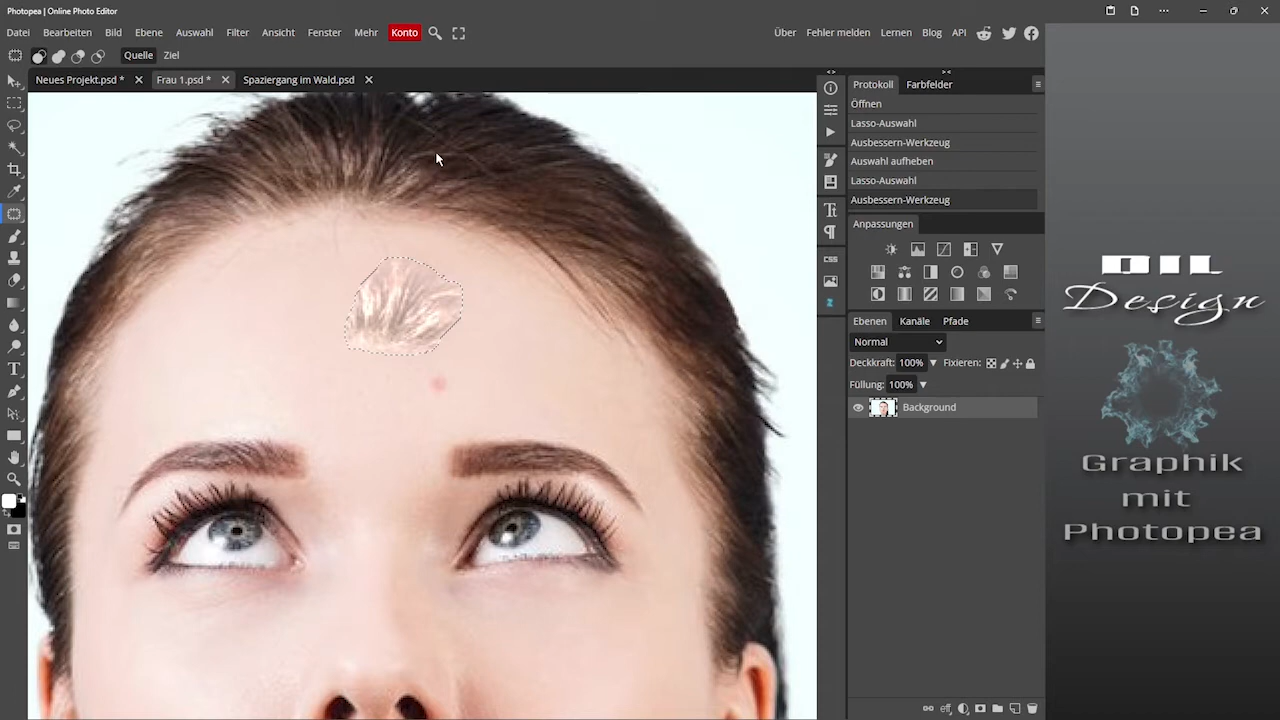 Photopea | Online Photo Editor
Datei Bearbeiten Bild Ebene Auswahl Filter Ansicht Fenster Mehr Konto Über Fehler melden Lernen Blog API
Quelle Ziel
Neues Projekt.psd * Frau 1.psd * Spaziergang im Wald.psd
Protokoll Farbfelder
Öffnen
Lasso-Auswahl
Ausbessern-Werkzeug
Auswahl aufheben
Lasso-Auswahl
Ausbessern-Werkzeug
Anpassungen
CSS
Ebenen Kanäle Pfade
Normal
Deckkraft: 100% Fixieren:
Füllung: 100%
Background
eff
DIL
Design
Graphik
mit
Photopea